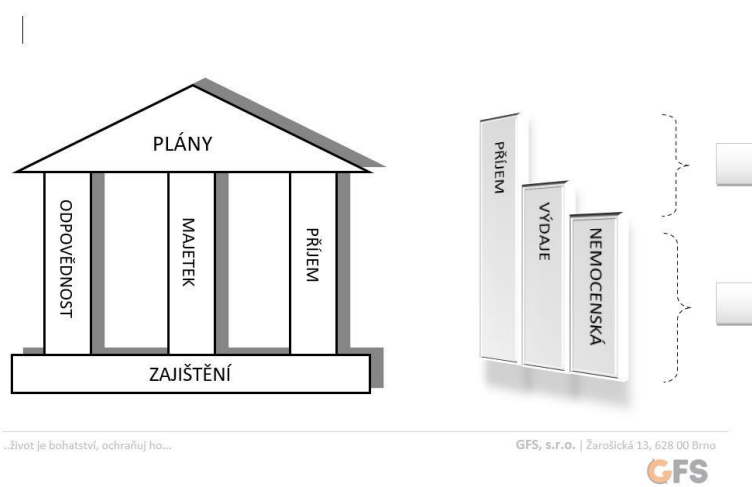 PLÁNY
ODPOVĚDNOST
MAJETEK
PŘÍJEM
ZAJIŠTĚNÍ
PŘÍJEM
VÝDAJE
NEMOCENSKÁ
..život je bohatství, ochraňuj ho...
GFS, s.r.o. | Žarošická 13, 628 00 Brno
GFS